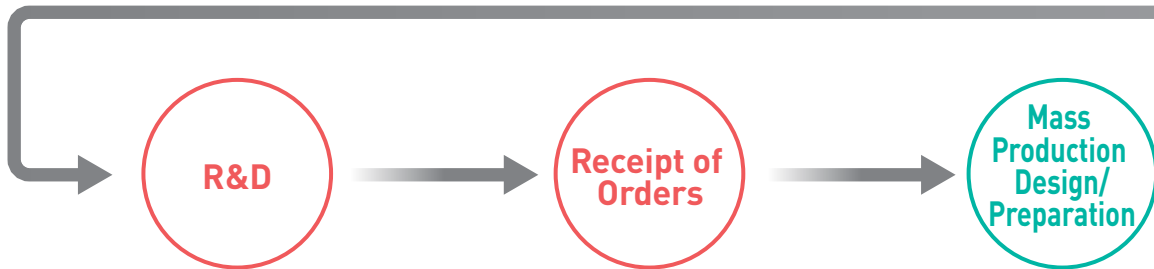 R&D
Receipt of
Orders
Mass
Production
Design/
Preparation